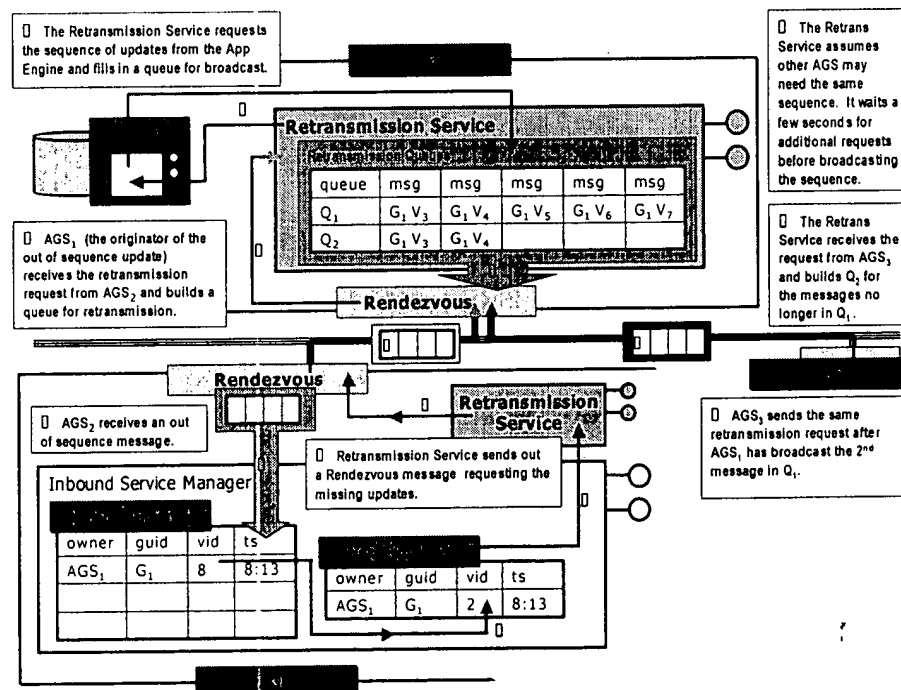 The Retransmission Service requests
the sequence of updates from the App
Engine and fills in a queue for broadcast.
The Retrans
Service assumes
other AGS may
need the same
sequence. It waits a
few seconds for
additional requests
before broadcasting
the sequence.
Retransmission Service
Retransmission Queues
queue msg msg msg msg msg
Q₁ G₁ V₃ G₁ V₄ G₁ V₅ G₁ V₆ G₁ V₇
Q₂ G₁ V₃ G₁ V₄
AGS₁ (the originator of the
out of sequence update)
receives the retransmission
request from AGS₂ and builds a
queue for retransmission.
The Retrans
Service receives the
request from AGS₃
and builds Q₂ for
the messages no
longer in Q₁.
Rendezvous
Rendezvous
Retransmission
Service
AGS₂ receives an out
of sequence message.
Retransmission Service sends out
a Rendezvous message requesting the
missing updates.
AGS₃ sends the same
retransmission request after
AGS₁ has broadcast the 2nd
message in Q₁.
Inbound Service Manager
owner guid vid ts
AGS₁ G₁ 8 8:13
owner guid vid ts
AGS₁ G₁ 2 8:13